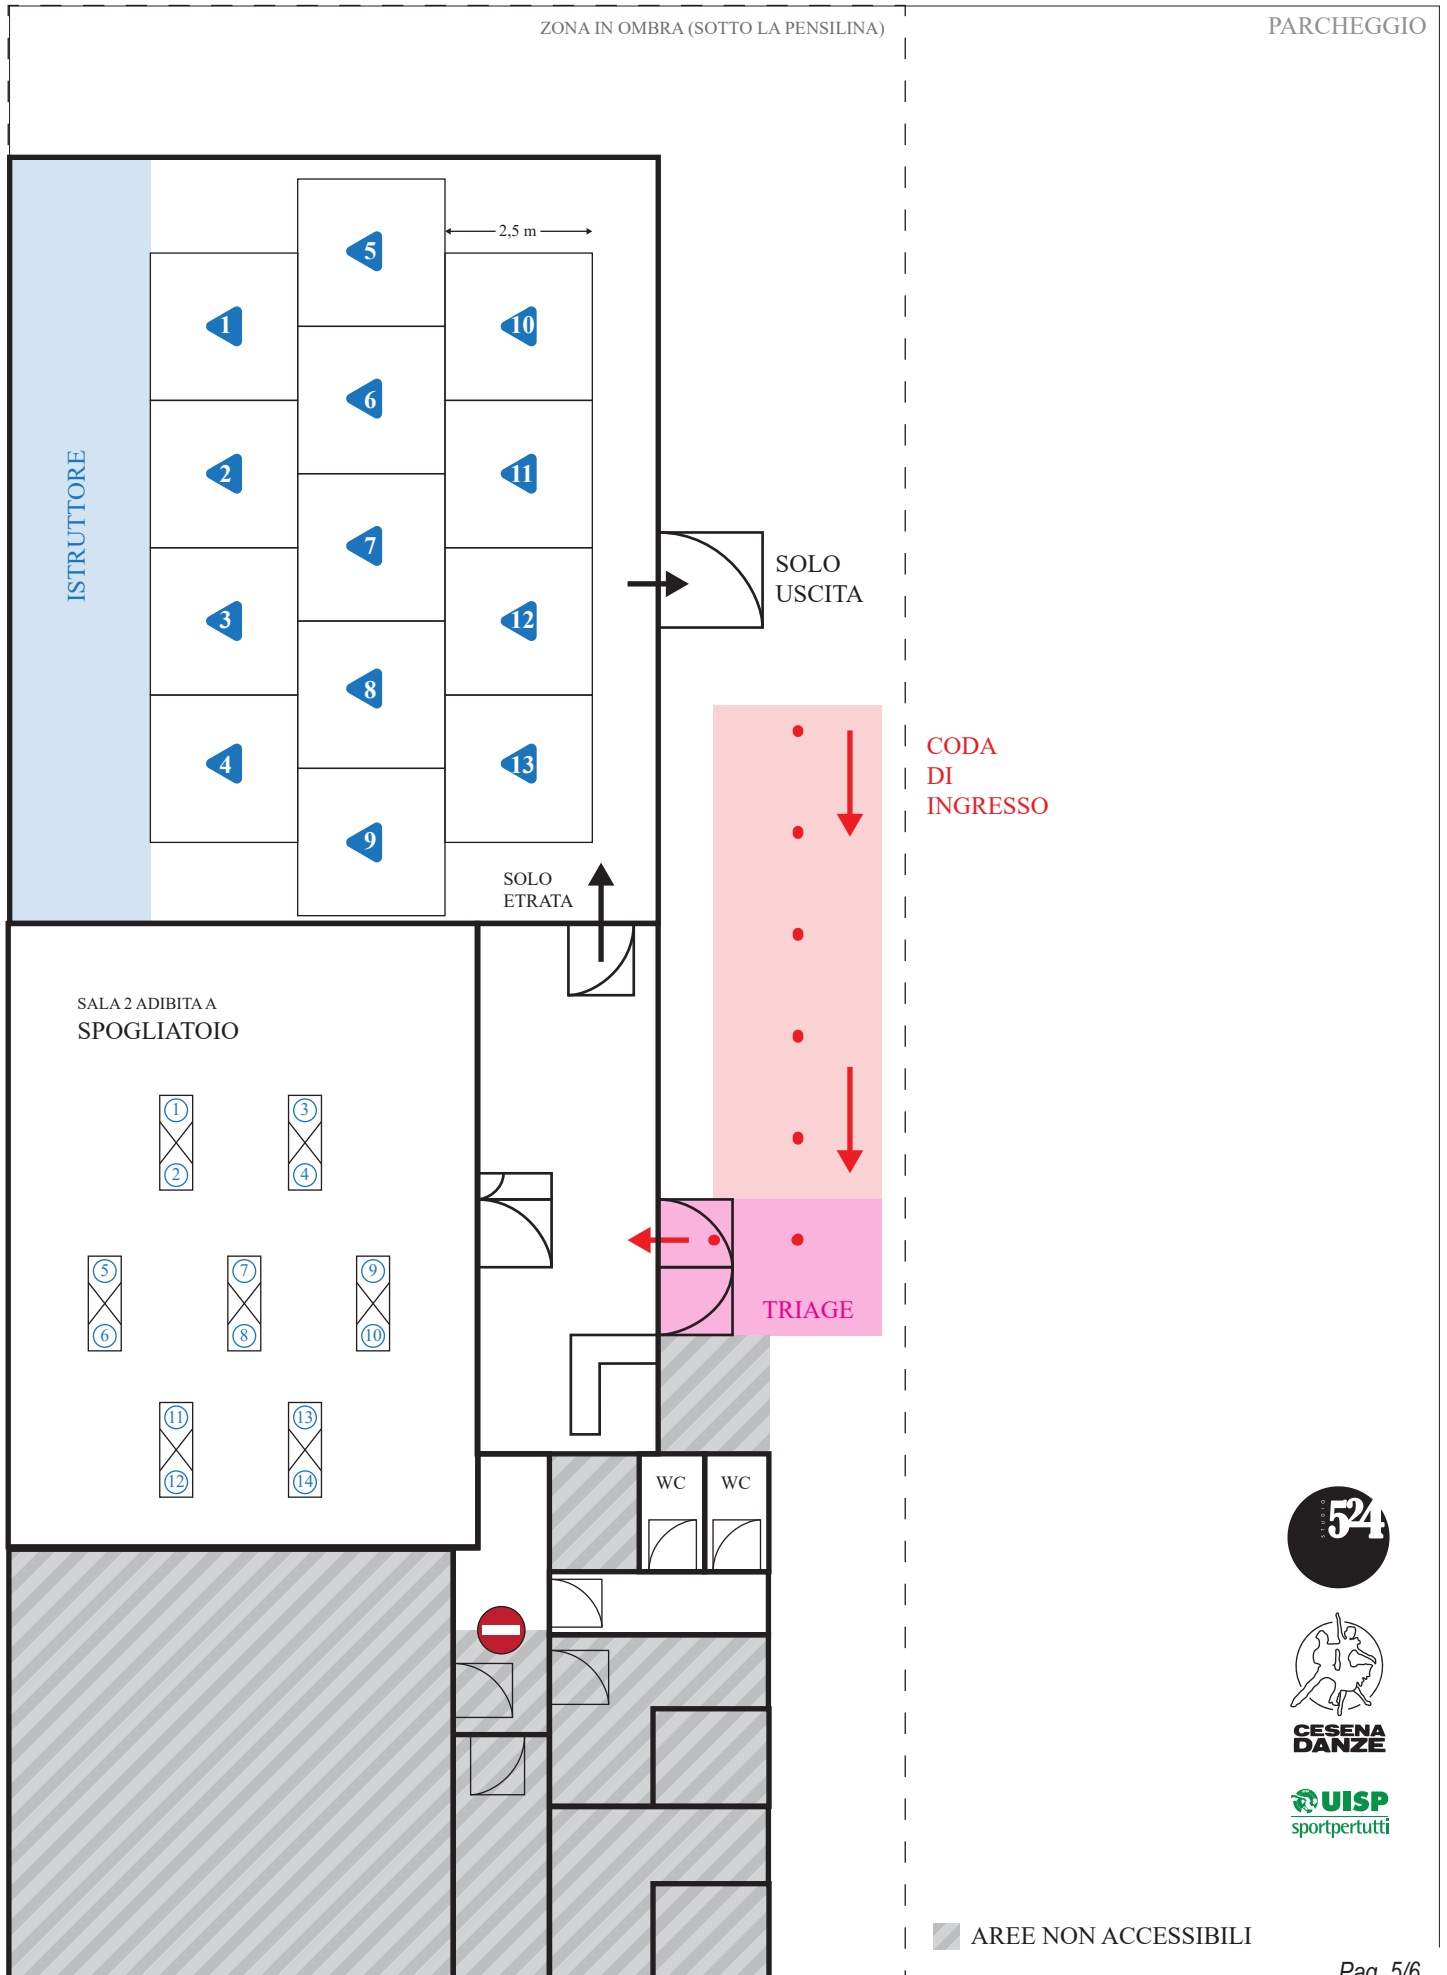 ZONA IN OMBRA (SOTTO LA PENSILINA)
PARCHEGGIO
ISTRUTTORE
2,5 m
5
1
10
6
2
11
7
3
12
8
4
13
9
SOLO
USCITA
CODA
DI
INGRESSO
SOLO
ETRATA
SALA 2 ADIBITA A
SPOGLIATOIO
1
3
2
4
5
7
9
6
8
10
11
13
12
14
TRIAGE
WC
WC
STUDIO
524
CESENA
DANZE
UISP
sportpertutti
AREE NON ACCESSIBILI
Pag. 5/6